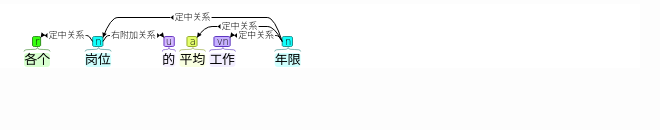 定中关系
定中关系
定中关系 右附加关系 定中关系
r n u a vn n
各个 岗位 的 平均 工作 年限